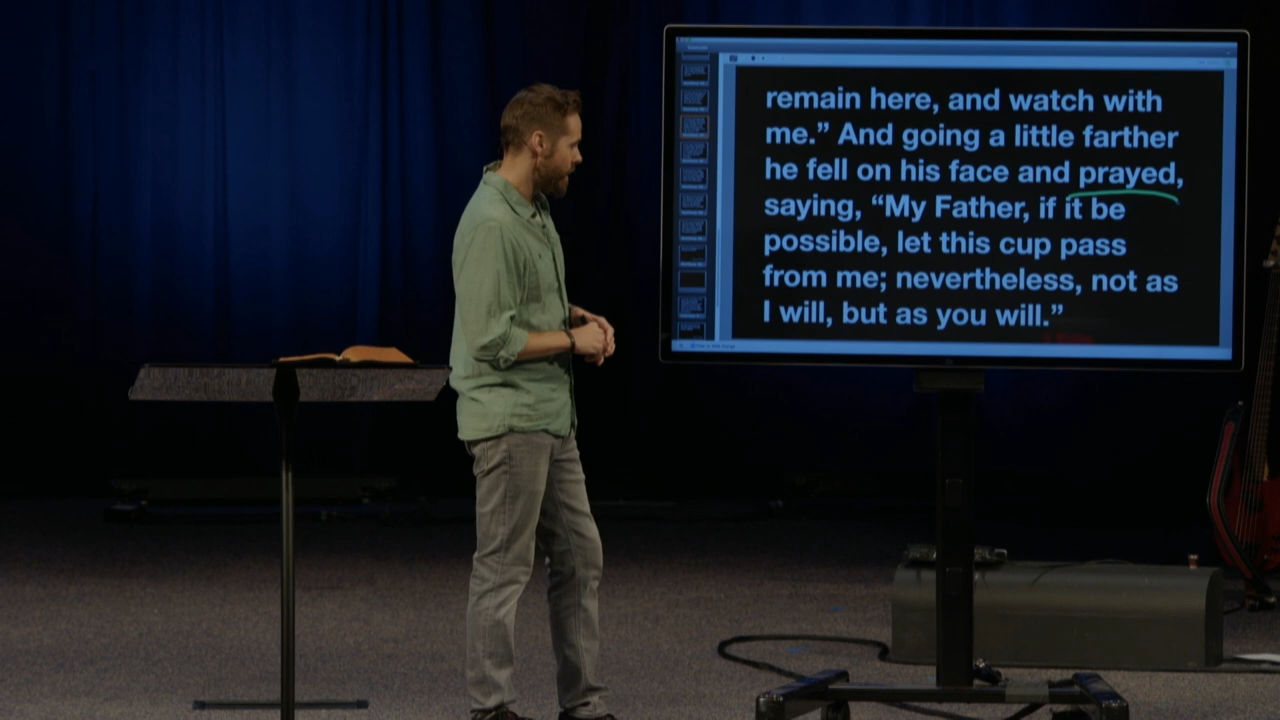 remain here, and watch with
me.” And going a little farther
he fell on his face and prayed,
saying, “My Father, if it be
possible, let this cup pass
from me; nevertheless, not as
I will, but as you will.”